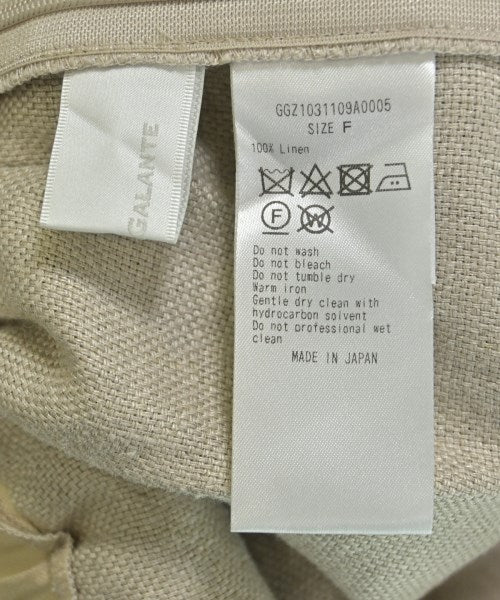 GALANTE
GGZ1031109A0005
SIZE F
100% Linen
F
W
Do not wash
Do not bleach
Do not tumble dry
Warm iron
Gentle dry clean with
hydrocarbon solvent
Do not professional wet
clean
MADE IN JAPAN